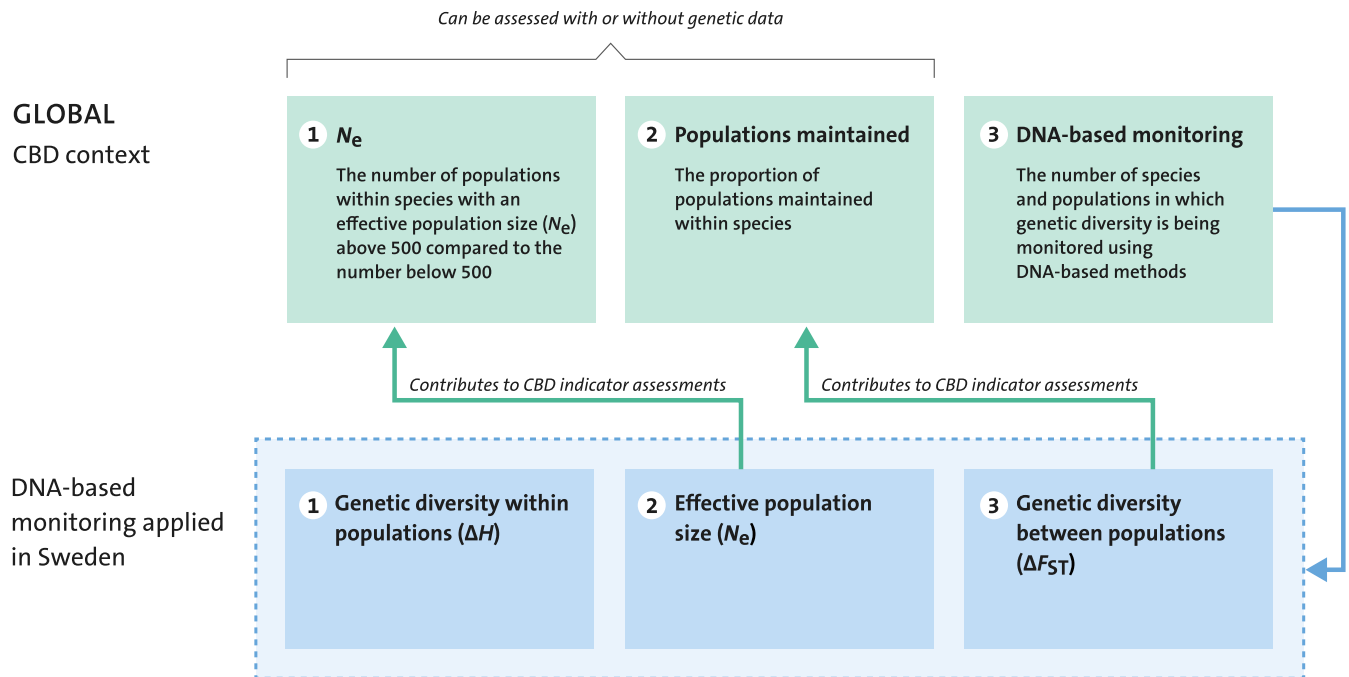 Can be assessed with or without genetic data
GLOBAL
CBD context
1 Ne
The number of populations
within species with an
effective population size (Ne)
above 500 compared to the
number below 500
2 Populations maintained
The proportion of
populations maintained
within species
3 DNA-based monitoring
The number of species
and populations in which
genetic diversity is being
monitored using
DNA-based methods
Contributes to CBD indicator assessments
Contributes to CBD indicator assessments
DNA-based
monitoring applied
in Sweden
1 Genetic diversity within
populations (ΔH)
2 Effective population
size (Ne)
3 Genetic diversity
between populations
(ΔFST)